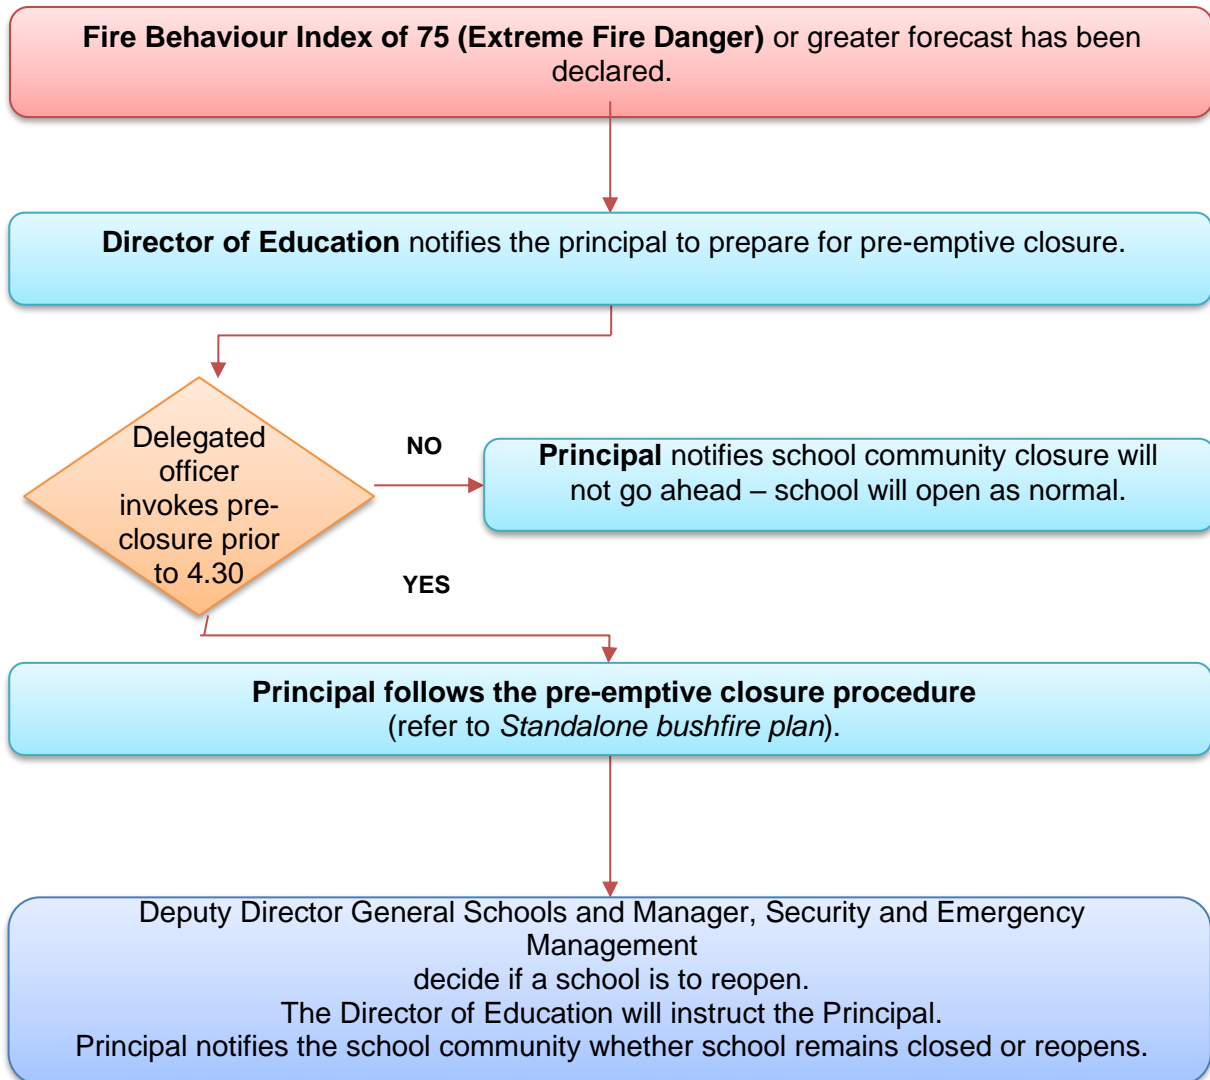 Fire Behaviour Index of 75 (Extreme Fire Danger) or greater forecast has been
declared.
Director of Education notifies the principal to prepare for pre-emptive closure.
Delegated
officer
invokes pre-
closure prior
to 4.30
NO
Principal notifies school community closure will
not go ahead – school will open as normal.
YES
Principal follows the pre-emptive closure procedure
(refer to Standalone bushfire plan).
Deputy Director General Schools and Manager, Security and Emergency
Management
decide if a school is to reopen.
The Director of Education will instruct the Principal.
Principal notifies the school community whether school remains closed or reopens.